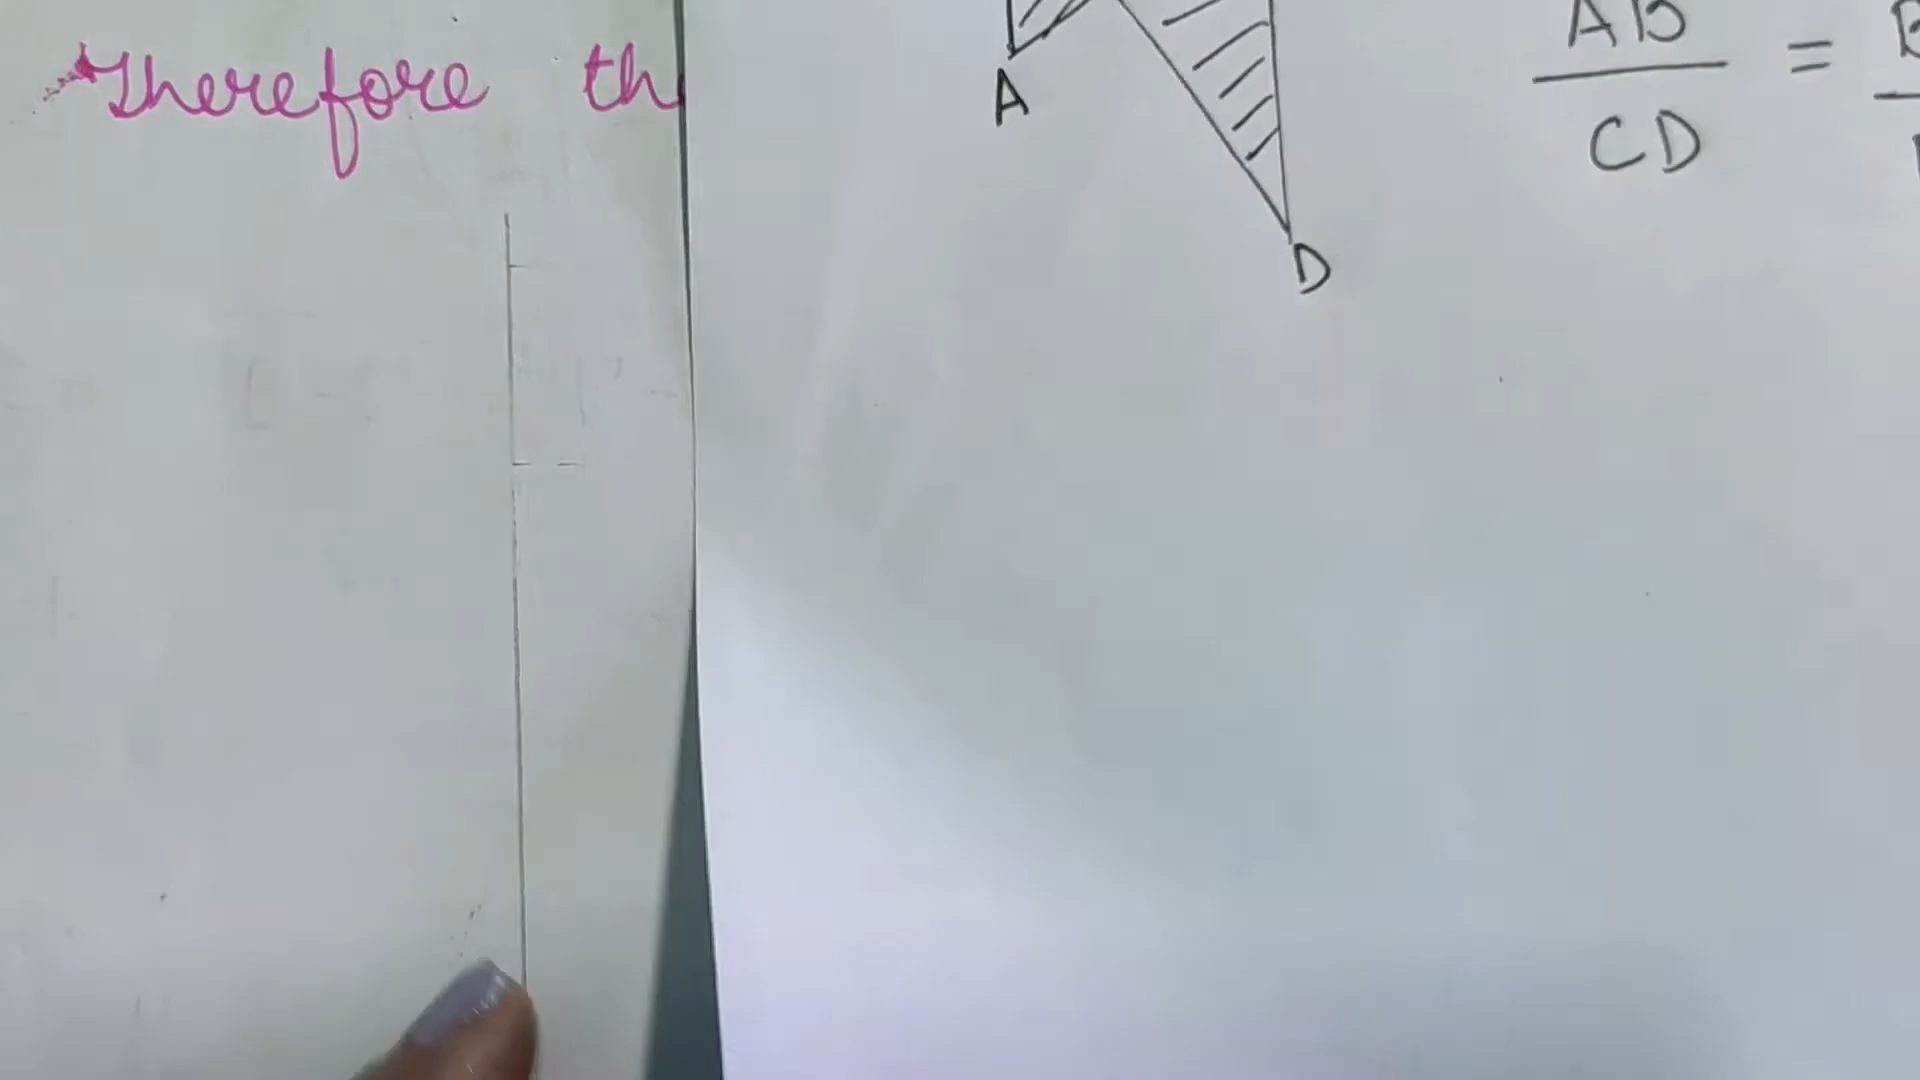 Therefore th
A
D
AB
=
CD